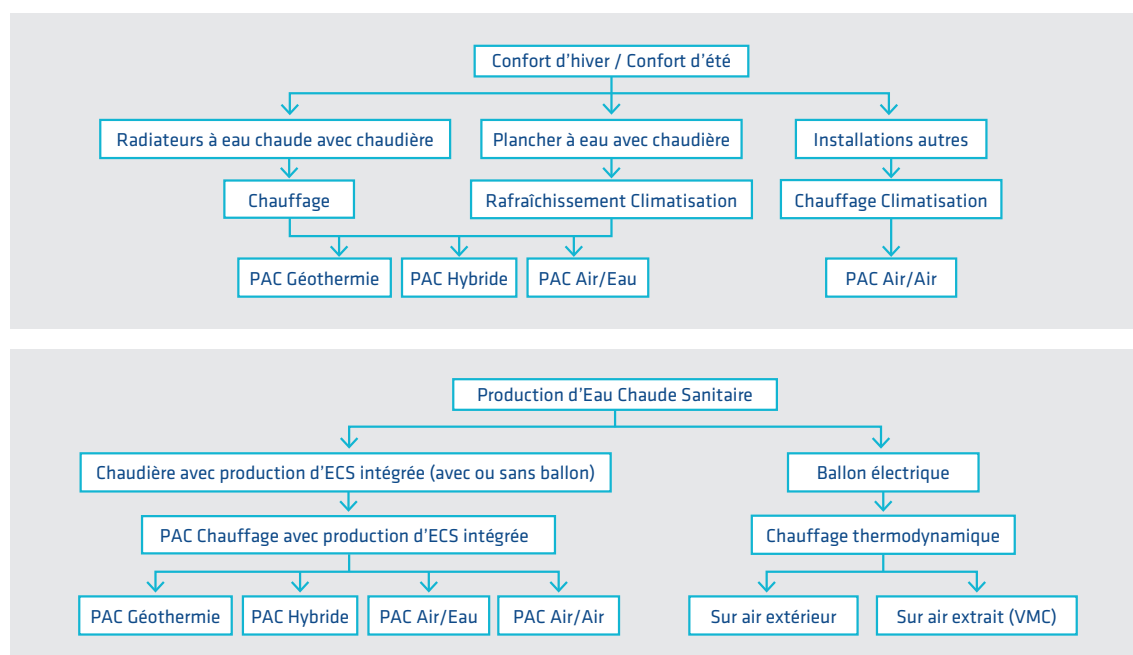 Confort d'hiver / Confort d'été
Radiateurs à eau chaude avec chaudière
Plancher à eau avec chaudière
Installations autres
Chauffage
Rafraîchissement Climatisation
Chauffage Climatisation
PAC Géothermie
PAC Hybride
PAC Air/Eau
PAC Air/Air
Production d'Eau Chaude Sanitaire
Chaudière avec production d'ECS intégrée (avec ou sans ballon)
Ballon électrique
PAC Chauffage avec production d'ECS intégrée
Chauffage thermodynamique
PAC Géothermie
PAC Hybride
PAC Air/Eau
PAC Air/Air
Sur air extérieur
Sur air extrait (VMC)